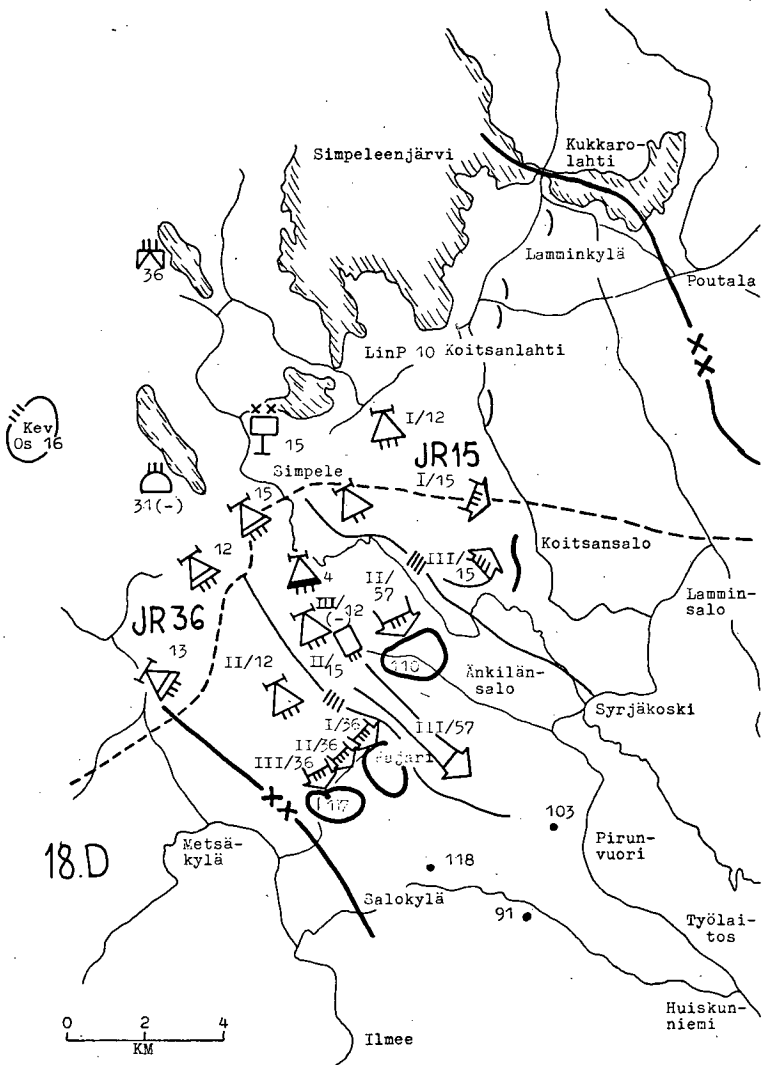 Simpeleenjärvi
Kukkaro-
lahti
36
Lamminkylä
Poutala
LinP 10
Koitsanlahti
Kev
Os 16
I/12
15
JR15
Simpele
I/15
31(-)
15
Koitsansalo
12
4
III/
15
II/
57
Lammin-
salo
III/
(-)12
JR36
II/
15
110
13
II/12
Änkilän-
salo
Syrjäkoski
I/36
III/57
II/36
III/36
Pajari
117
103
Metsä-
kylä
Pirun-
vuori
18.D
118
Salokylä
91
Työlai-
tos
Huiskun-
niemi
0 2 4
KM
Ilmee